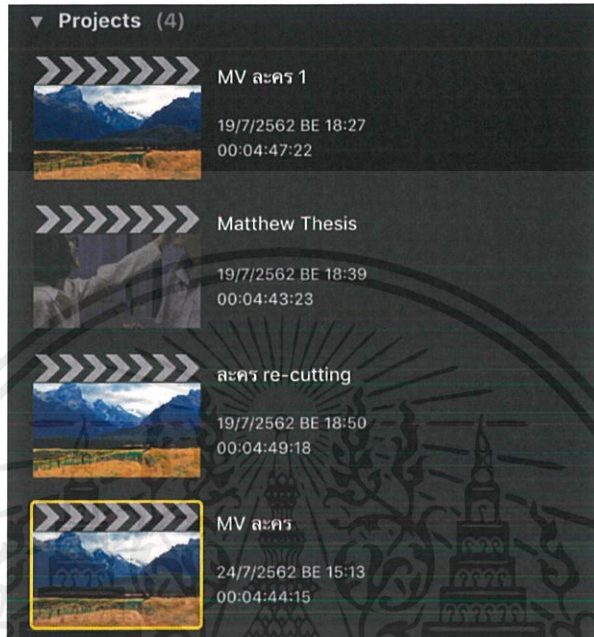 ▼ Projects (4)
MV ละคร 1
19/7/2562 BE 18:27
00:04:47:22
Matthew Thesis
19/7/2562 BE 18:39
00:04:43:23
ละคร re-cutting
19/7/2562 BE 18:50
00:04:49:18
MV ละคร
24/7/2562 BE 15:13
00:04:44:15